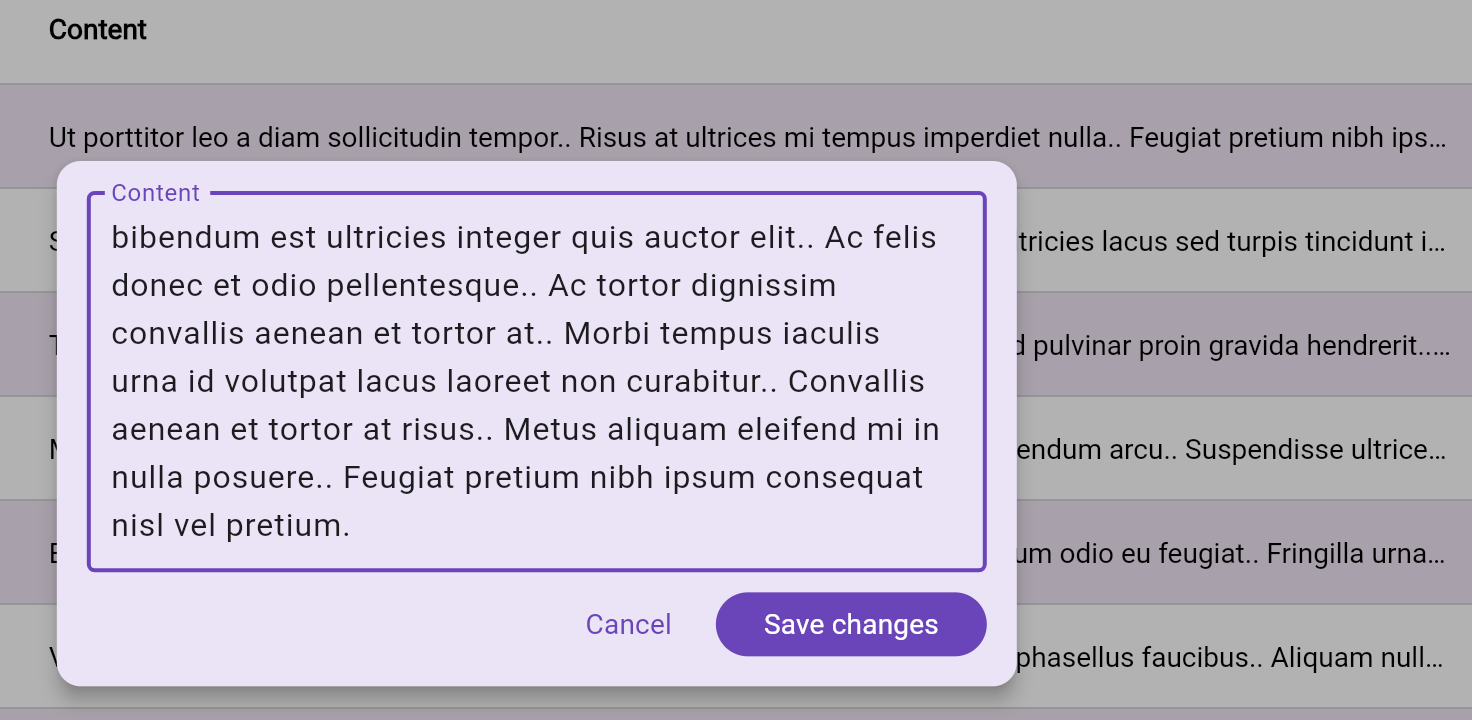 Content
Ut porttitor leo a diam sollicitudin tempor.. Risus at ultrices mi tempus imperdiet nulla.. Feugiat pretium nibh ips…
tricies lacus sed turpis tincidunt i…
pulvinar proin gravida hendrerit..…
endum arcu.. Suspendisse ultrice…
um odio eu feugiat.. Fringilla urna…
phasellus faucibus.. Aliquam null…
Content
bibendum est ultricies integer quis auctor elit.. Ac felis
donec et odio pellentesque.. Ac tortor dignissim
convallis aenean et tortor at.. Morbi tempus iaculis
urna id volutpat lacus laoreet non curabitur.. Convallis
aenean et tortor at risus.. Metus aliquam eleifend mi in
nulla posuere.. Feugiat pretium nibh ipsum consequat
nisl vel pretium.
Cancel
Save changes